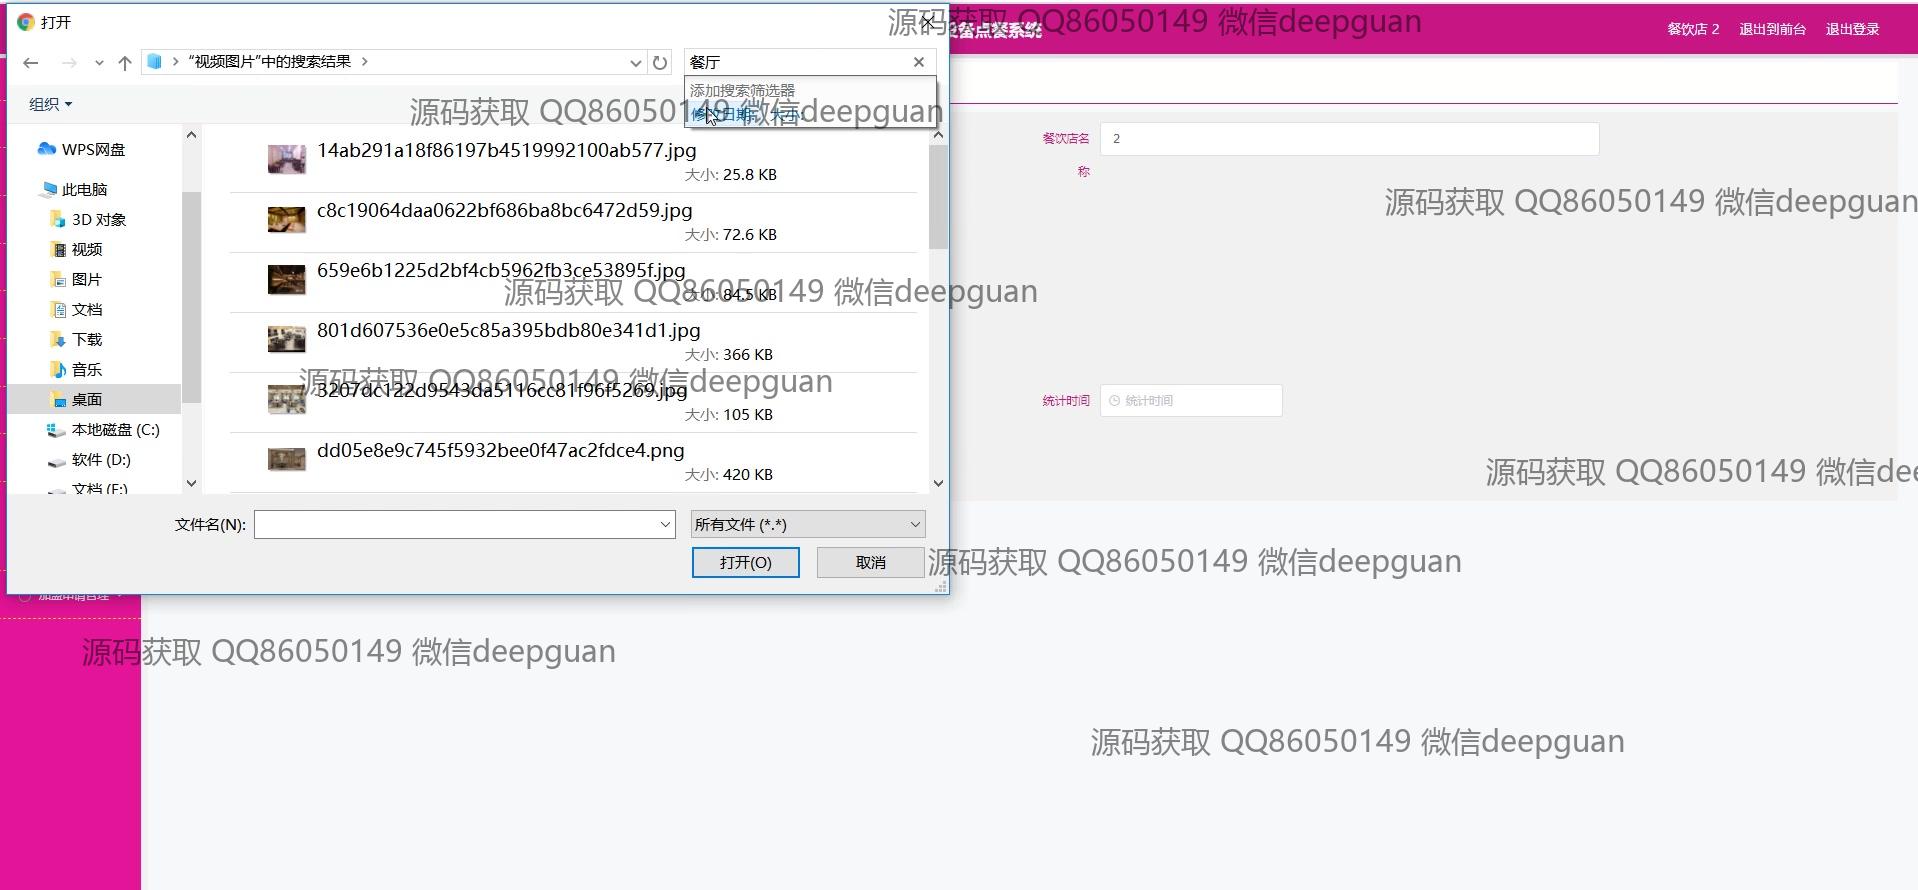 打开
点餐系统
餐饮店 2
退出到前台
退出登录
“视频图片”中的搜索结果
餐厅
添加搜索筛选器
修改日期:
大小:
组织
WPS网盘
此电脑
3D 对象
视频
图片
文档
下载
音乐
桌面
本地磁盘 (C:)
软件 (D:)
文档 (E:)
14ab291a18f86197b4519992100ab577.jpg
大小: 25.8 KB
c8c19064daa0622bf686ba8bc6472d59.jpg
大小: 72.6 KB
659e6b1225d2bf4cb5962fb3ce53895f.jpg
大小: 84.5 KB
801d607536e0e5c85a395bdb80e341d1.jpg
大小: 366 KB
3207dc122d9543da5116cc81f96f5269.jpg
大小: 105 KB
dd05e8e9c745f5932bee0f47ac2fdce4.png
大小: 420 KB
文件名(N):
所有文件 (*.*)
打开(O)
取消
餐饮店名
称
2
统计时间
统计时间
加盟申请管理
源码获取 QQ86050149 微信deepguan
源码获取 QQ86050149 微信deepguan
源码获取 QQ86050149 微信deepguan
源码获取 QQ86050149 微信deepguan
源码获取 QQ86050149 微信deepguan
源码获取 QQ86050149 微信dee
源码获取 QQ86050149 微信deepguan
源码获取 QQ86050149 微信deepguan
源码获取 QQ86050149 微信deepguan